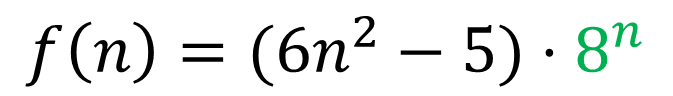 f(n) = (6n² − 5) · 8ⁿ